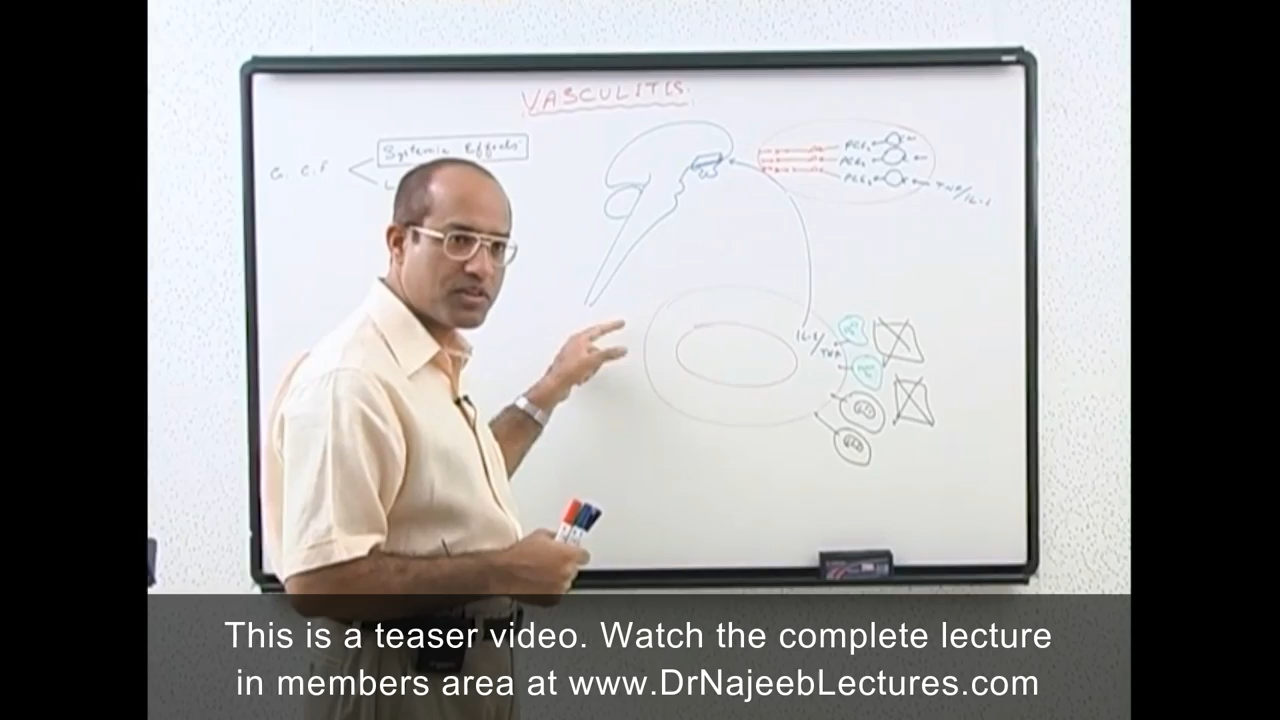 VASCULITIS.
Systemic Effects
G. C. F
L
PGE₂
PGE₂
PGE₂
TNF/IL-1
IL-1/TNF
This is a teaser video. Watch the complete lecture
in members area at www.DrNajeebLectures.com